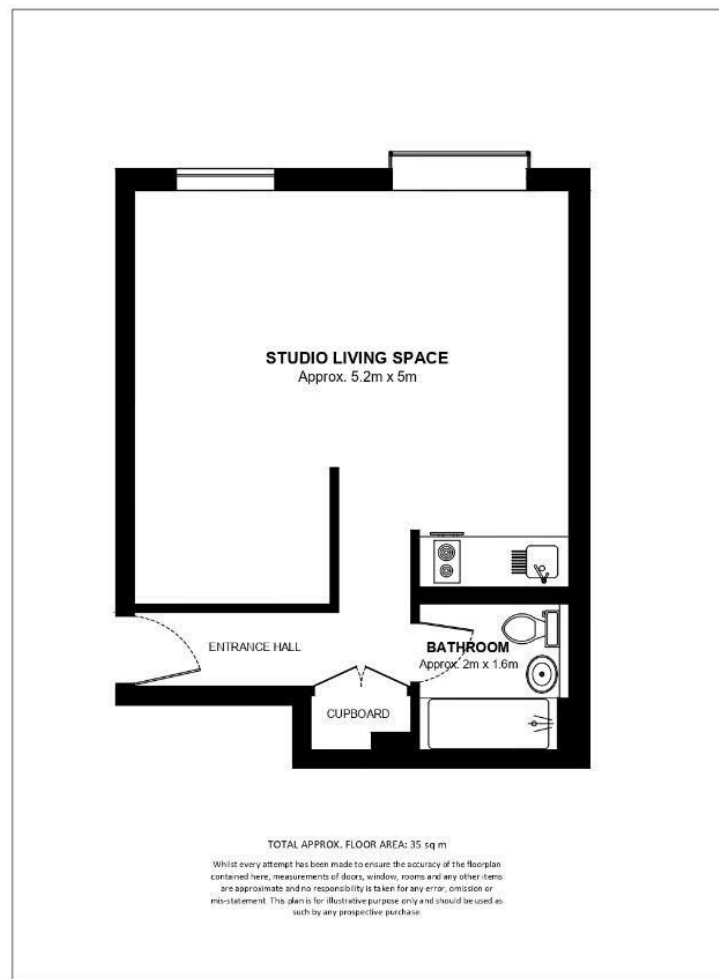 STUDIO LIVING SPACE
Approx. 5.2m x 5m
ENTRANCE HALL
BATHROOM
Approx. 2m x 1.6m
CUPBOARD
TOTAL APPROX. FLOOR AREA: 35 sq m
Whilst every attempt has been made to ensure the accuracy of the floorplan
contained here, measurements of doors, window, rooms and any other items
are approximate and no responsibility is taken for any error, omission or
mis-statement. This plan is for illustrative purpose only and should be used as
such by any prospective purchase.